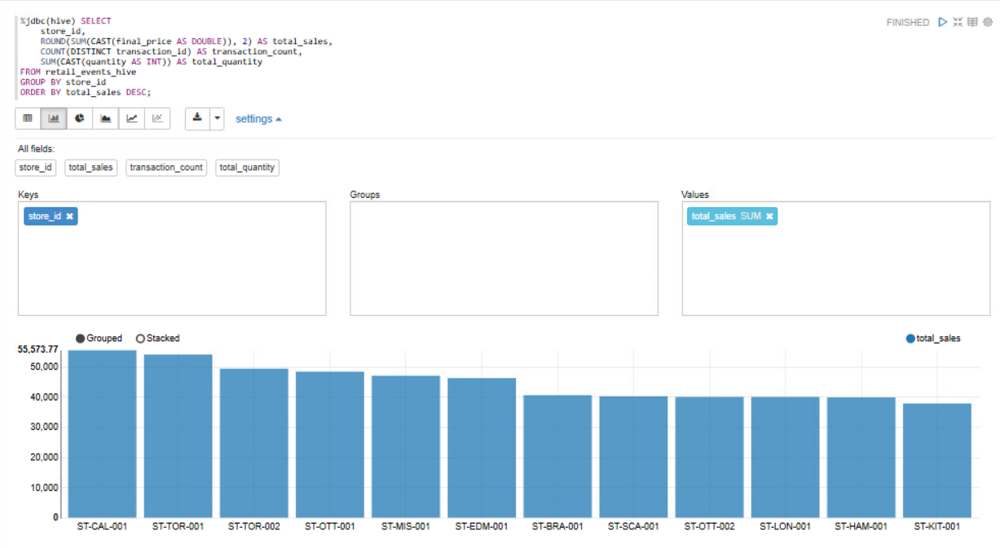 %jdbc(hive) SELECT
store_id,
ROUND(SUM(CAST(final_price AS DOUBLE)), 2) AS total_sales,
COUNT(DISTINCT transaction_id) AS transaction_count,
SUM(CAST(quantity AS INT)) AS total_quantity
FROM retail_events_hive
GROUP BY store_id
ORDER BY total_sales DESC;
FINISHED
settings
All fields:
store_id total_sales transaction_count total_quantity
Keys Groups Values
store_id ✖ total_sales SUM ✖
Grouped Stacked total_sales
55,573.77
50,000
40,000
30,000
20,000
10,000
0
ST-CAL-001 ST-TOR-001 ST-TOR-002 ST-OTT-001 ST-MIS-001 ST-EDM-001 ST-BRA-001 ST-SCA-001 ST-OTT-002 ST-LON-001 ST-HAM-001 ST-KIT-001